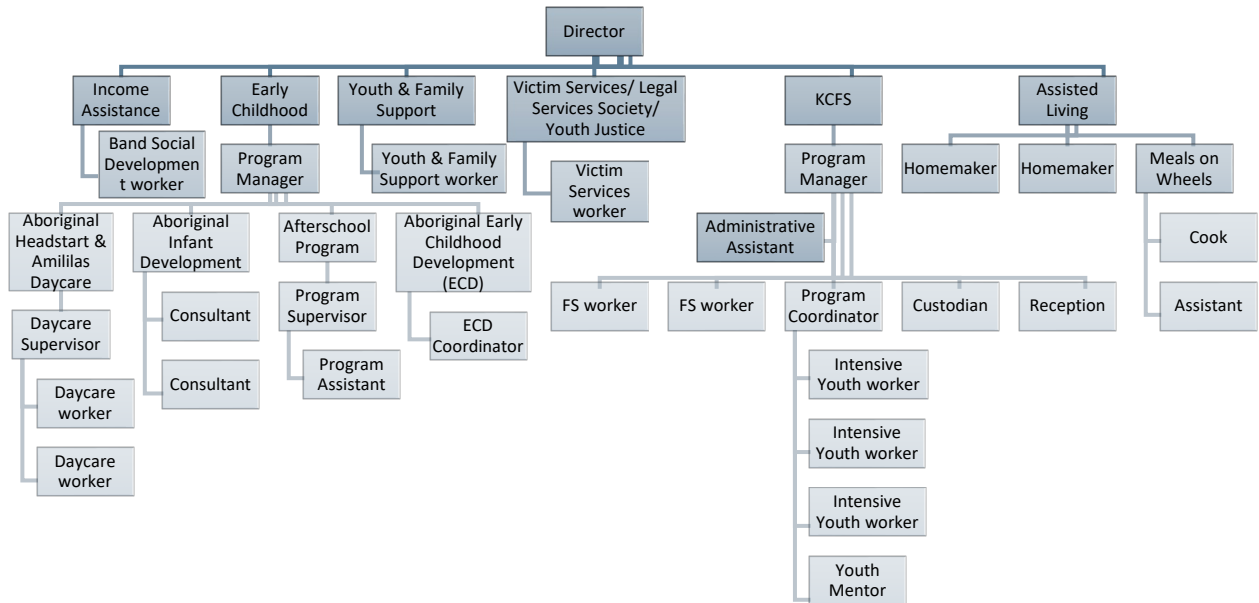 Director
Income
Assistance
Early
Childhood
Youth & Family
Support
Victim Services/ Legal
Services Society/
Youth Justice
KCFS
Assisted
Living
Band Social
Developmen
t worker
Program
Manager
Youth & Family
Support worker
Victim
Services
worker
Program
Manager
Homemaker
Homemaker
Meals on
Wheels
Aboriginal
Headstart &
Amililas
Daycare
Aboriginal
Infant
Development
Afterschool
Program
Aboriginal Early
Childhood
Development
(ECD)
Administrative
Assistant
Cook
Daycare
Supervisor
Consultant
Program
Supervisor
ECD
Coordinator
FS worker
FS worker
Program
Coordinator
Custodian
Reception
Assistant
Daycare
worker
Consultant
Program
Assistant
Intensive
Youth worker
Daycare
worker
Intensive
Youth worker
Intensive
Youth worker
Youth
Mentor